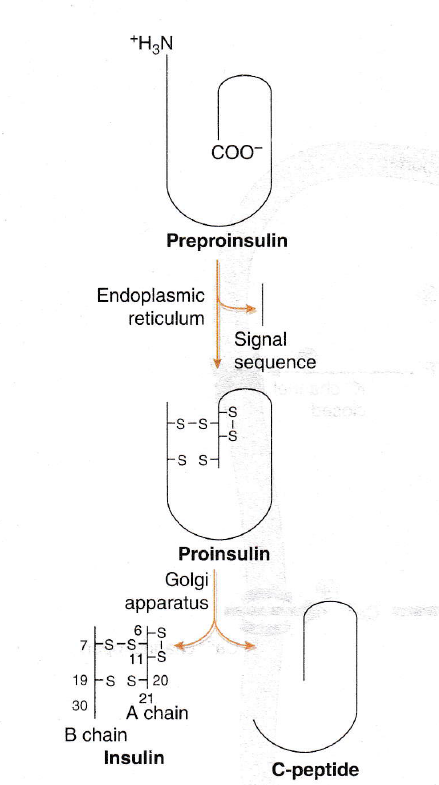 ⁺H₃N
COO⁻
Preproinsulin
Endoplasmic
reticulum
Signal
sequence
S
S-S
S
S S
Proinsulin
Golgi
apparatus
6 S
7 S-S
11 S
19 S S 20
21
30
A chain
B chain
Insulin
C-peptide